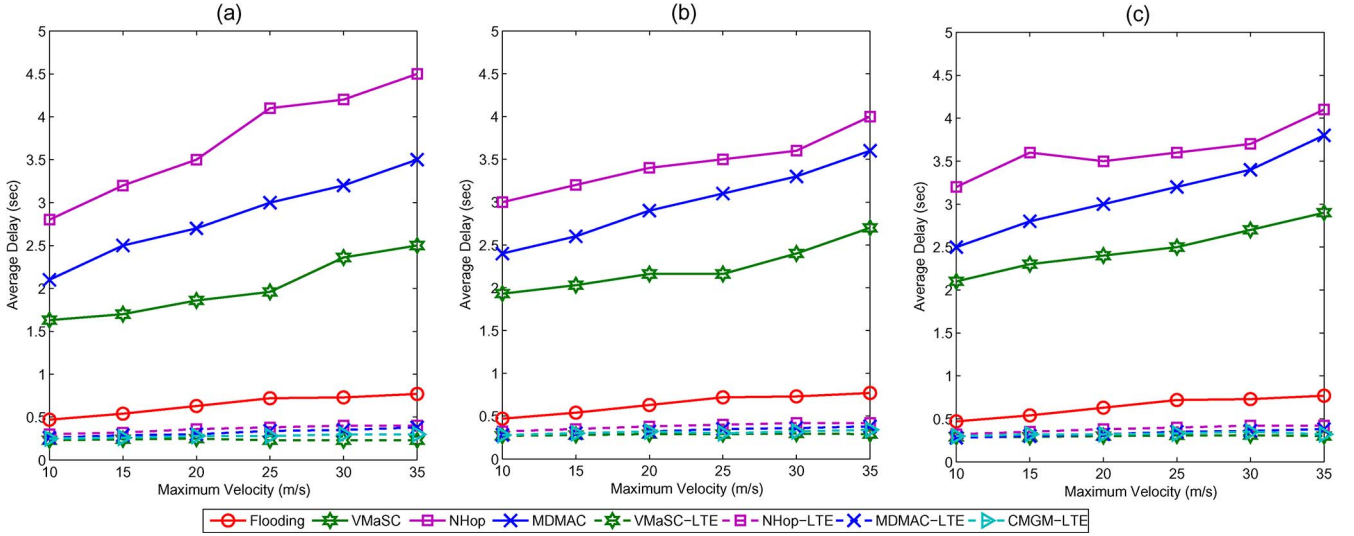 (a)
5
4.5
4
3.5
3
2.5
2
1.5
1
0.5
0
10 15 20 25 30 35
Average Delay (sec)
Maximum Velocity (m/s)
(b)
5
4.5
4
3.5
3
2.5
2
1.5
1
0.5
0
10 15 20 25 30 35
Average Delay (sec)
Maximum Velocity (m/s)
(c)
5
4.5
4
3.5
3
2.5
2
1.5
1
0.5
0
10 15 20 25 30 35
Average Delay (sec)
Maximum Velocity (m/s)
Flooding VMaSC NHop MDMAC VMaSC-LTE NHop-LTE MDMAC-LTE CMGM-LTE